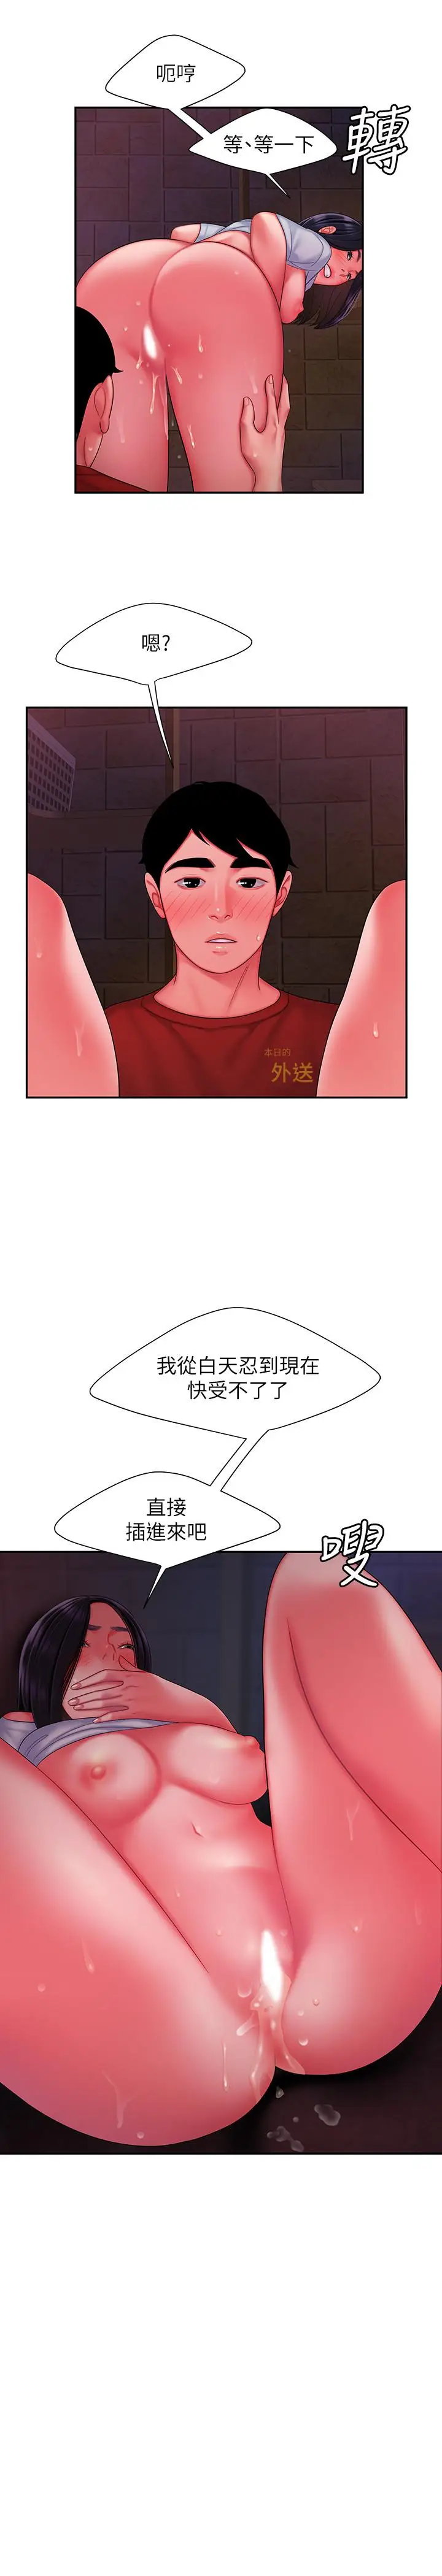 呃哼
等、等一下
轉
嗯?
本日的
外送
我從白天忍到現在
快受不了了
直接
插進來吧
嗖